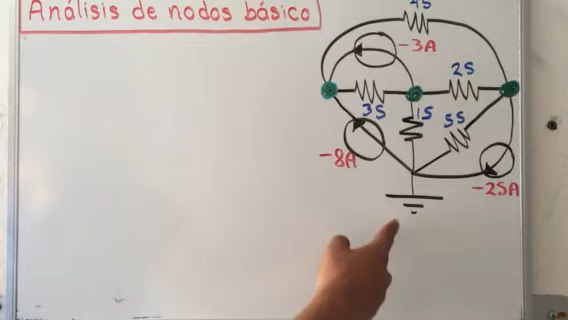 Análisis de nodos básico
4S
-3A
2S
3S
1S
5S
-8A
-25A